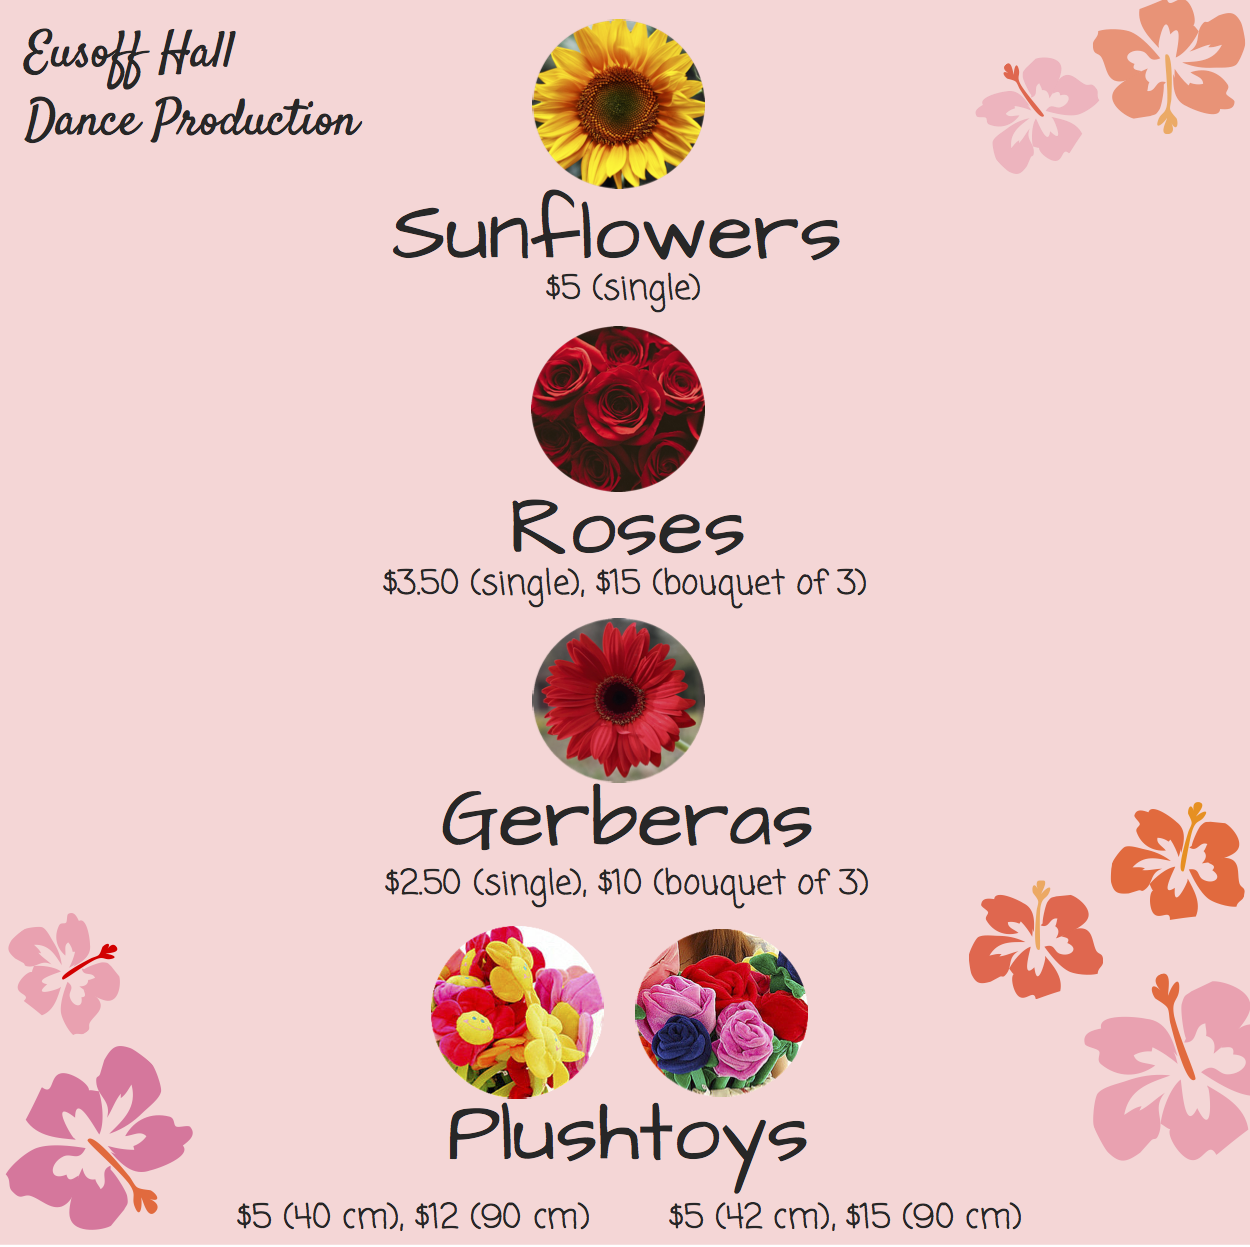 Eusoff Hall
Dance Production
Sunflowers
$5 (single)
Roses
$3.50 (single), $15 (bouquet of 3)
Gerberas
$2.50 (single), $10 (bouquet of 3)
Plushtoys
$5 (40 cm), $12 (90 cm) $5 (42 cm), $15 (90 cm)